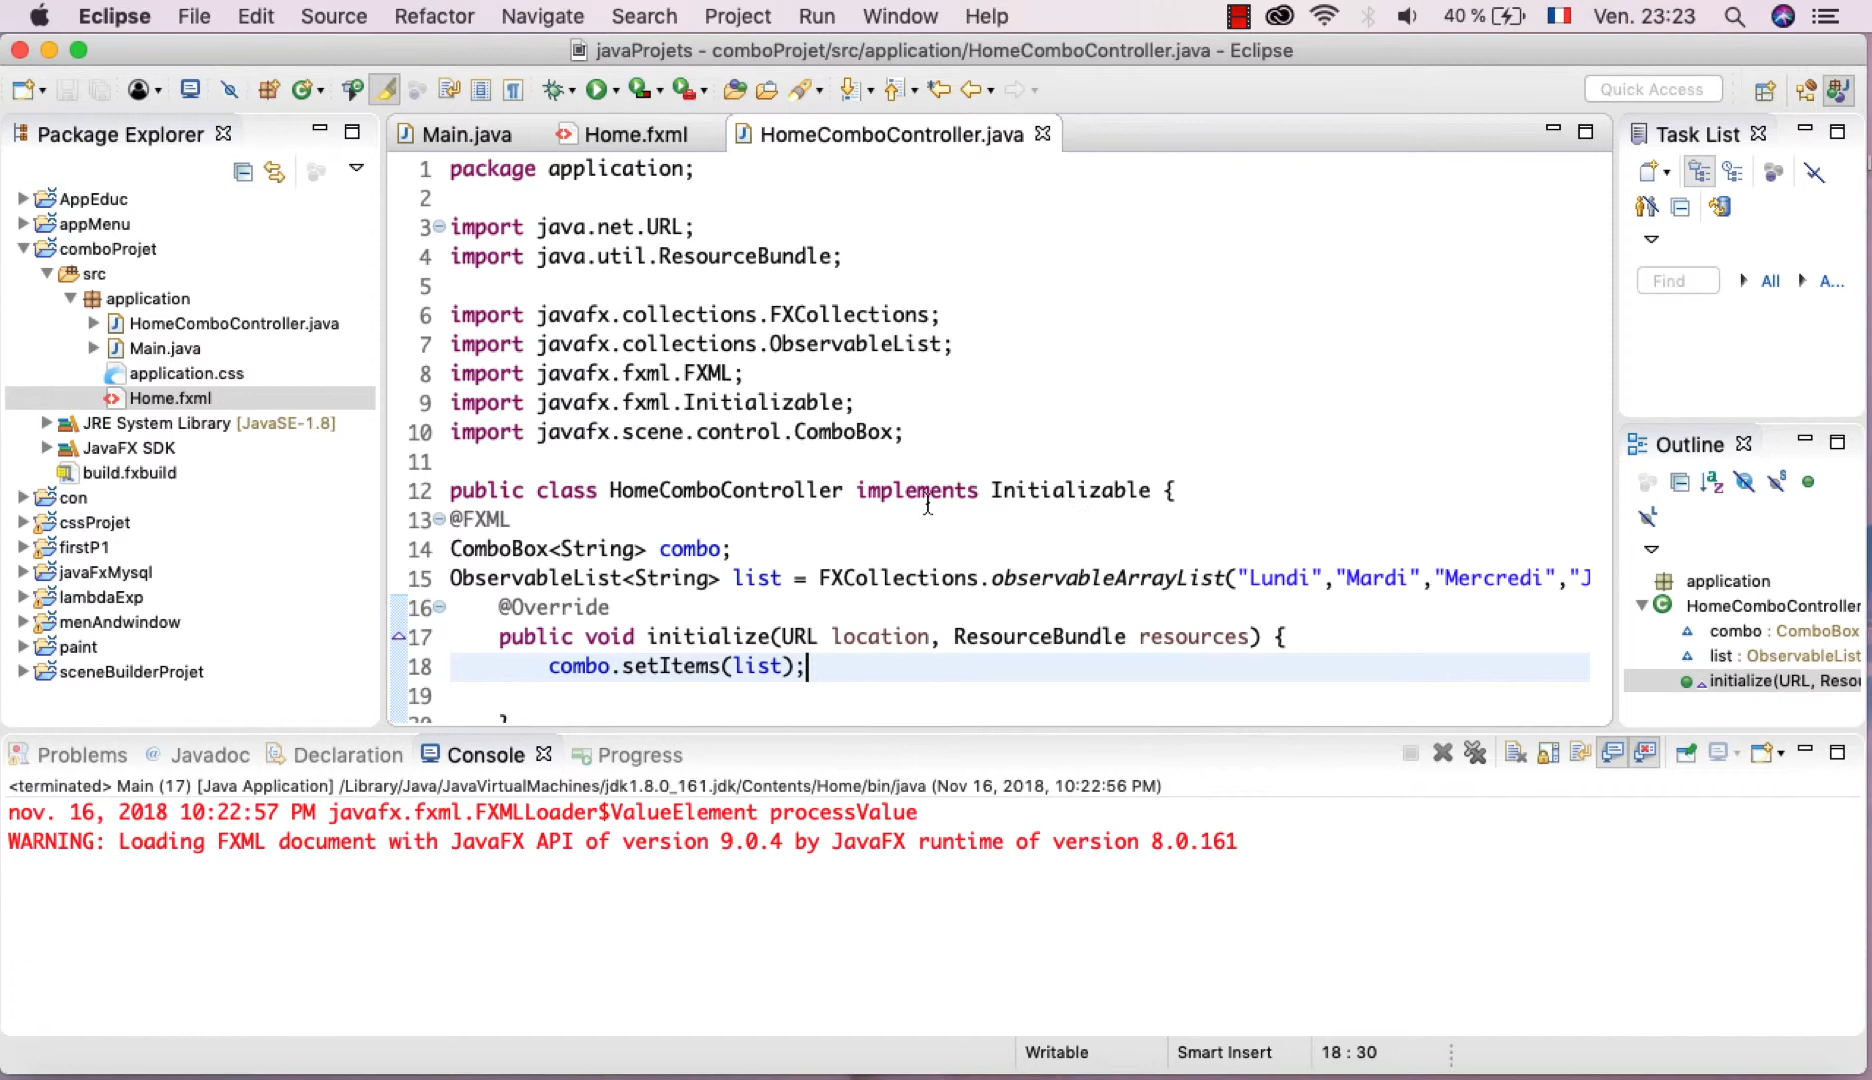 Eclipse File Edit Source Refactor Navigate Search Project Run Window Help 40 % Ven. 23:23
javaProjets - comboProjet/src/application/HomeComboController.java - Eclipse
Quick Access
Package Explorer
AppEduc
appMenu
comboProjet
src
application
HomeComboController.java
Main.java
application.css
Home.fxml
JRE System Library [JavaSE-1.8]
JavaFX SDK
build.fxbuild
con
cssProjet
firstP1
javaFxMysql
lambdaExp
menAndwindow
paint
sceneBuilderProjet
Main.java Home.fxml HomeComboController.java
1 package application;
2
3 import java.net.URL;
4 import java.util.ResourceBundle;
5
6 import javafx.collections.FXCollections;
7 import javafx.collections.ObservableList;
8 import javafx.fxml.FXML;
9 import javafx.fxml.Initializable;
10 import javafx.scene.control.ComboBox;
11
12 public class HomeComboController implements Initializable {
13 @FXML
14 ComboBox<String> combo;
15 ObservableList<String> list = FXCollections.observableArrayList("Lundi","Mardi","Mercredi","J
16 @Override
17 public void initialize(URL location, ResourceBundle resources) {
18 combo.setItems(list);
19
20 }
Task List
Find All A...
Outline
application
HomeComboController
combo : ComboBox
list : ObservableList
initialize(URL, Reso
Problems Javadoc Declaration Console Progress
<terminated> Main (17) [Java Application] /Library/Java/JavaVirtualMachines/jdk1.8.0_161.jdk/Contents/Home/bin/java (Nov 16, 2018, 10:22:56 PM)
nov. 16, 2018 10:22:57 PM javafx.fxml.FXMLLoader$ValueElement processValue
WARNING: Loading FXML document with JavaFX API of version 9.0.4 by JavaFX runtime of version 8.0.161
Writable Smart Insert 18 : 30